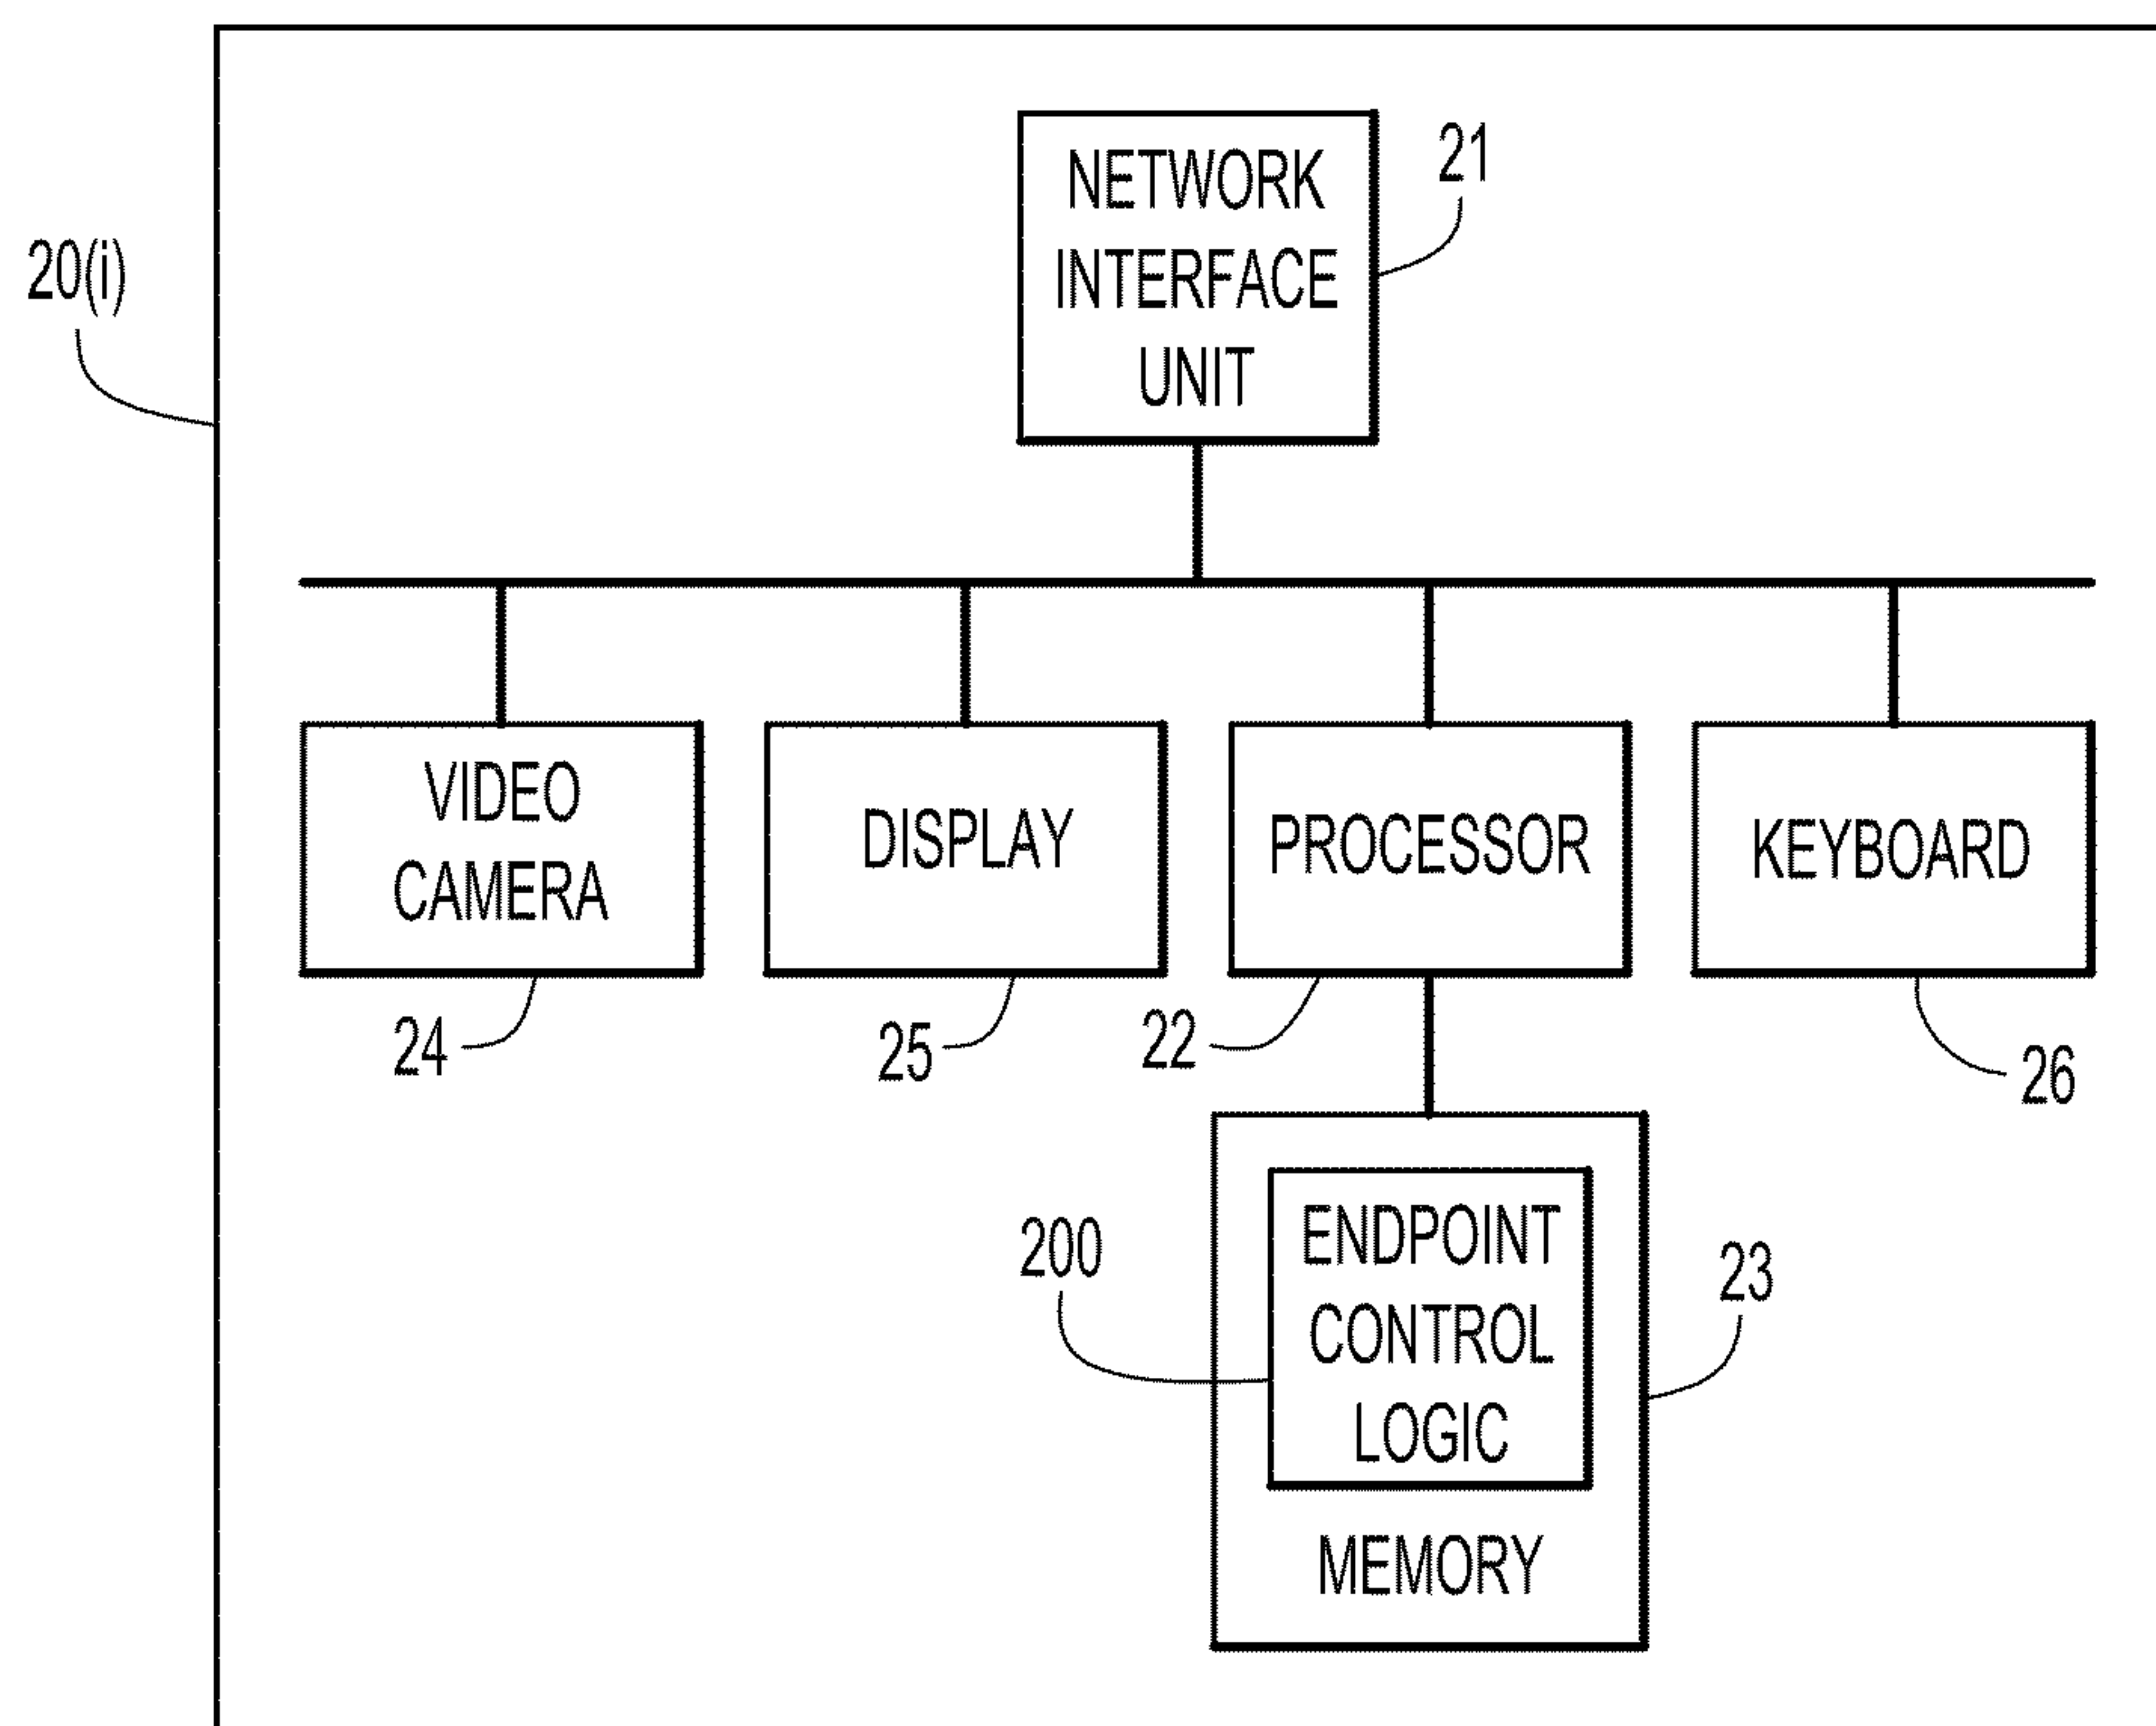 NETWORK
INTERFACE
UNIT
21
20(i)
VIDEO
CAMERA
DISPLAY
PROCESSOR
KEYBOARD
24
25
22
26
200
ENDPOINT
CONTROL
LOGIC
23
MEMORY